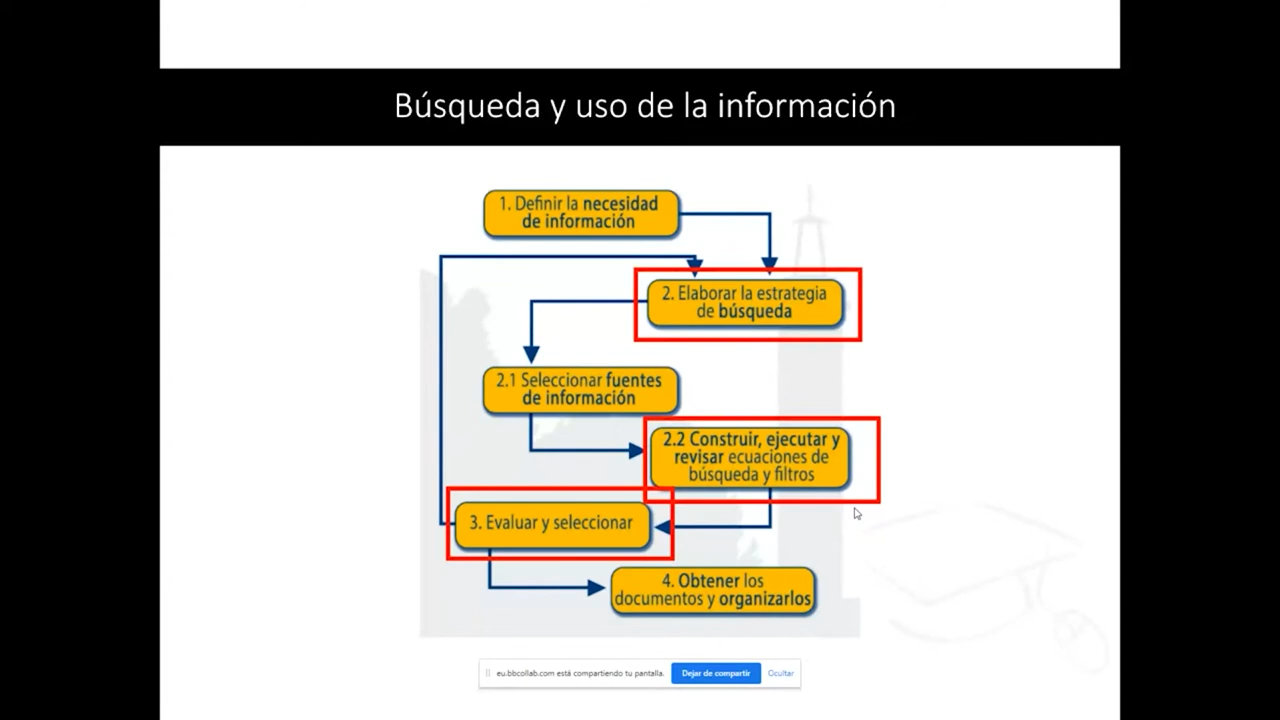 Búsqueda y uso de la información
1. Definir la necesidad
de información
2. Elaborar la estrategia
de búsqueda
2.1 Seleccionar fuentes
de información
2.2 Construir, ejecutar y
revisar ecuaciones de
búsqueda y filtros
3. Evaluar y seleccionar
4. Obtener los
documentos y organizarlos
eu.bbcollab.com está compartiendo tu pantalla.
Dejar de compartir
Ocultar